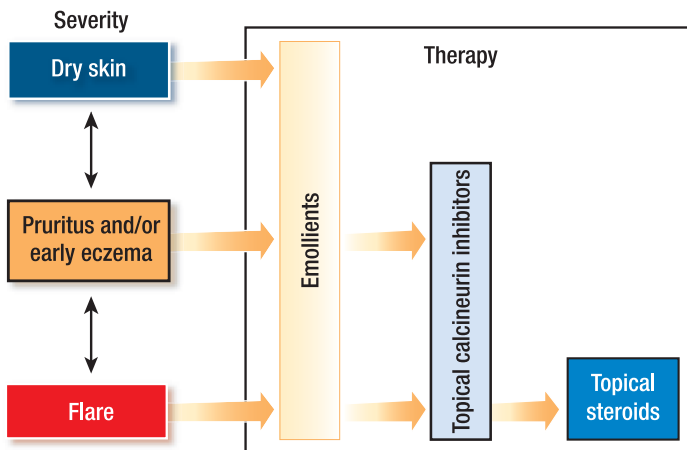 Severity
Therapy
Dry skin
Pruritus and/or
early eczema
Flare
Emollients
Topical calcineurin inhibitors
Topical
steroids